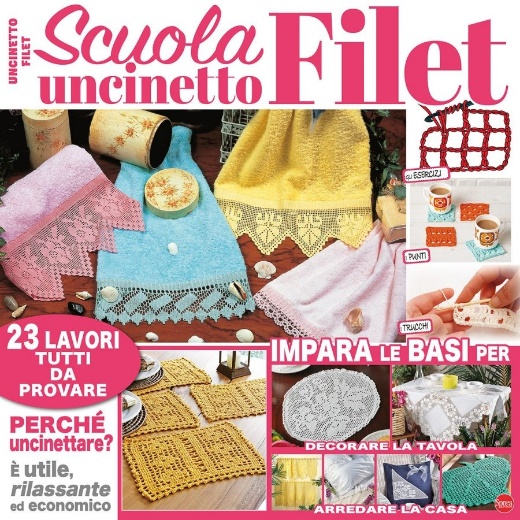 UNCINETTO
FILET
Scuola
uncinetto
Filet
gli ESERCIZI
i PUNTI
i TRUCCHI
23 LAVORI
TUTTI
DA
PROVARE
IMPARA LE BASI PER
PERCHÉ
uncinettare?
È utile,
rilassante
ed economico
DECORARE LA TAVOLA
ARREDARE LA CASA